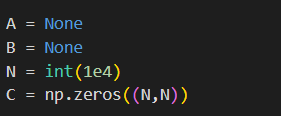 A = None
B = None
N = int(1e4)
C = np.zeros((N,N))